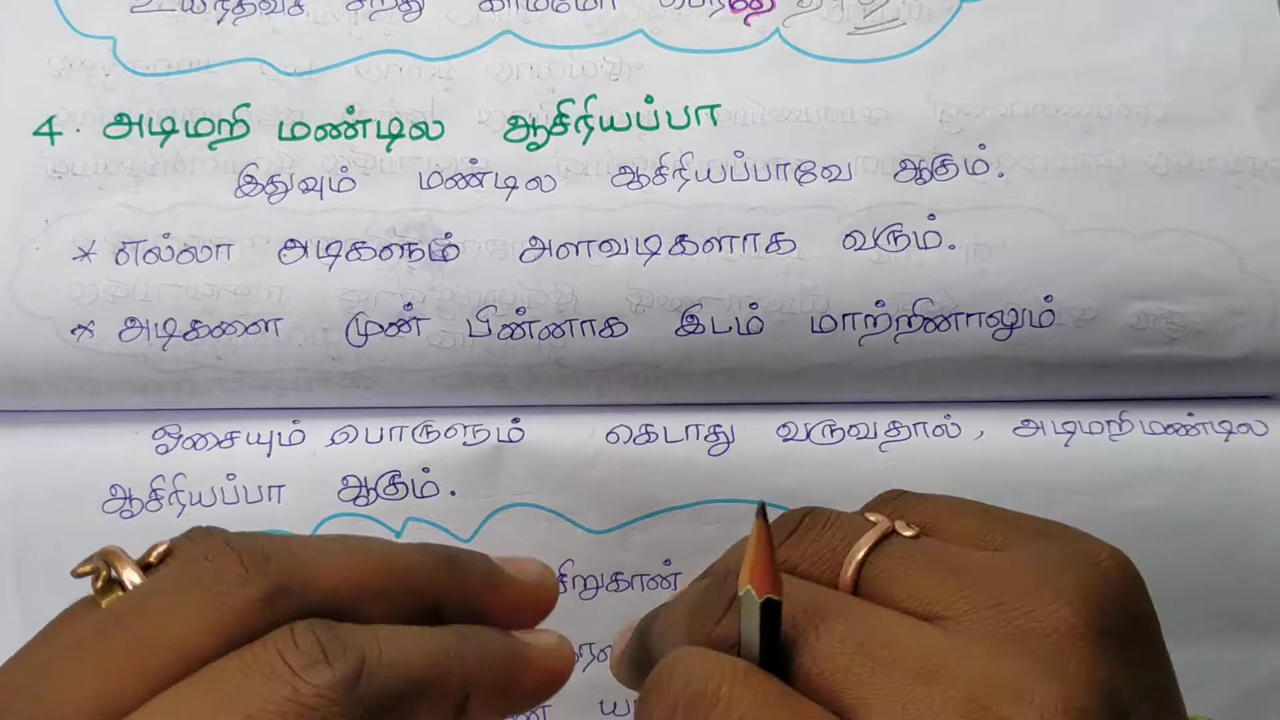 4. அடிமறி மண்டில ஆசிரியப்பா
இதுவும் மண்டில ஆசிரியப்பாவே ஆகும்.
* எல்லா அடிகளும் அளவடிகளாக வரும்.
* அடிகளை முன் பின்னாக இடம் மாற்றினாலும்
ஓசையும் பொருளும் கெடாது வருவதால், அடிமறிமண்டில
ஆசிரியப்பா ஆகும்.